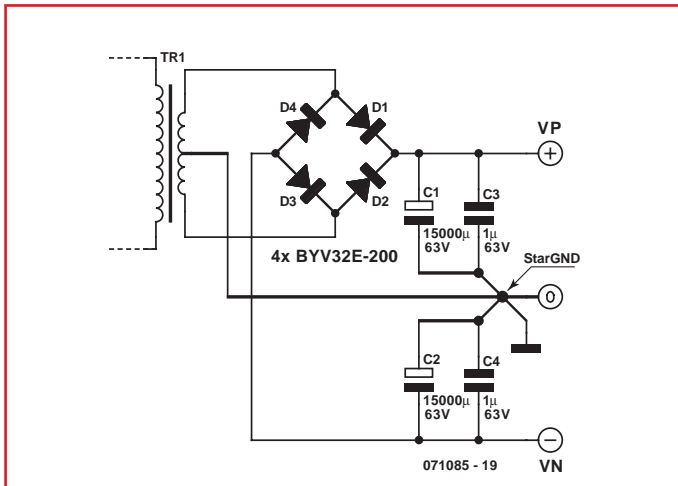 TR1
D4
D1
D3
D2
4x BYV32E-200
VP
+
C1
15000µ
63V
C3
1µ
63V
StarGND
0
C2
15000µ
63V
C4
1µ
63V
071085 - 19
−
VN